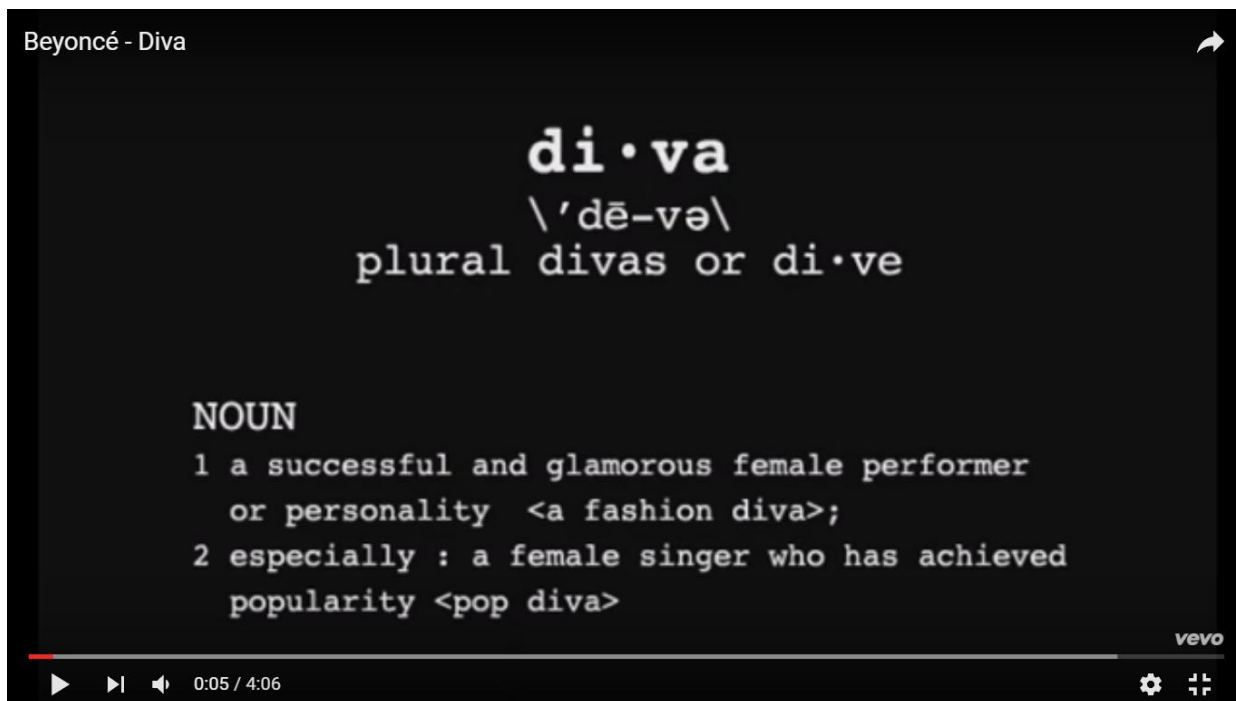 Beyoncé - Diva
di·va
\'dē-və\
plural divas or di·ve
NOUN
1 a successful and glamorous female performer
or personality <a fashion diva>;
2 especially : a female singer who has achieved
popularity <pop diva>
vevo
0:05 / 4:06